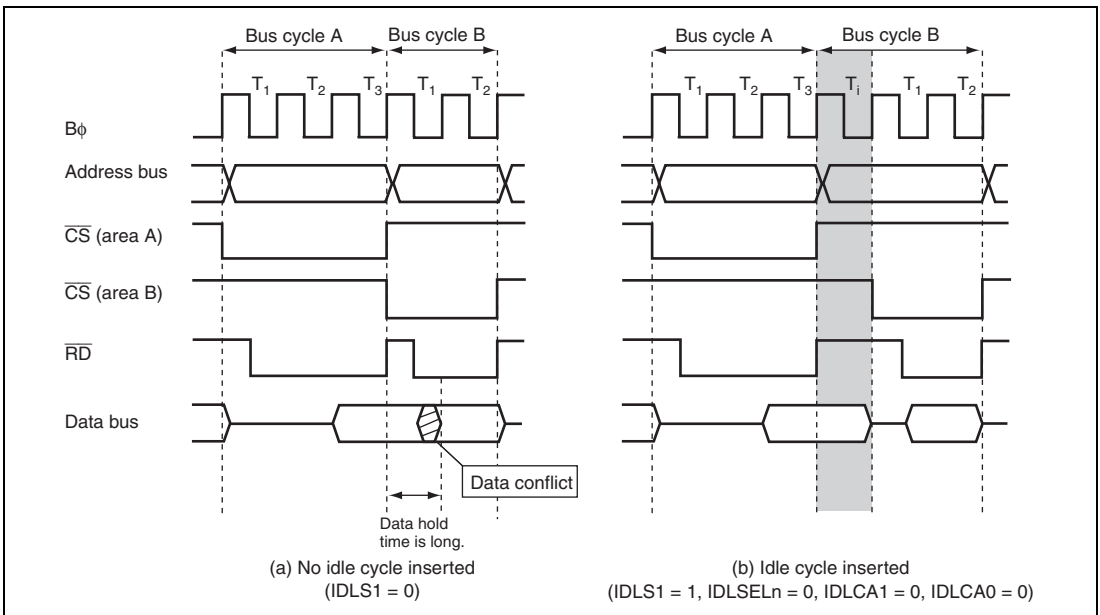 Bus cycle A Bus cycle B Bus cycle A Bus cycle B
T1 T2 T3 T1 T2 T1 T2 T3 Ti T1 T2
Bϕ
Address bus
CS (area A)
CS (area B)
RD
Data bus
Data conflict
Data hold
time is long.
(a) No idle cycle inserted
(IDLS1 = 0)
(b) Idle cycle inserted
(IDLS1 = 1, IDLSELn = 0, IDLCA1 = 0, IDLCA0 = 0)